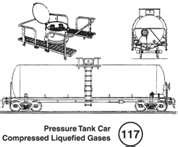 Pressure Tank Car
Compressed Liquefied Gases
117